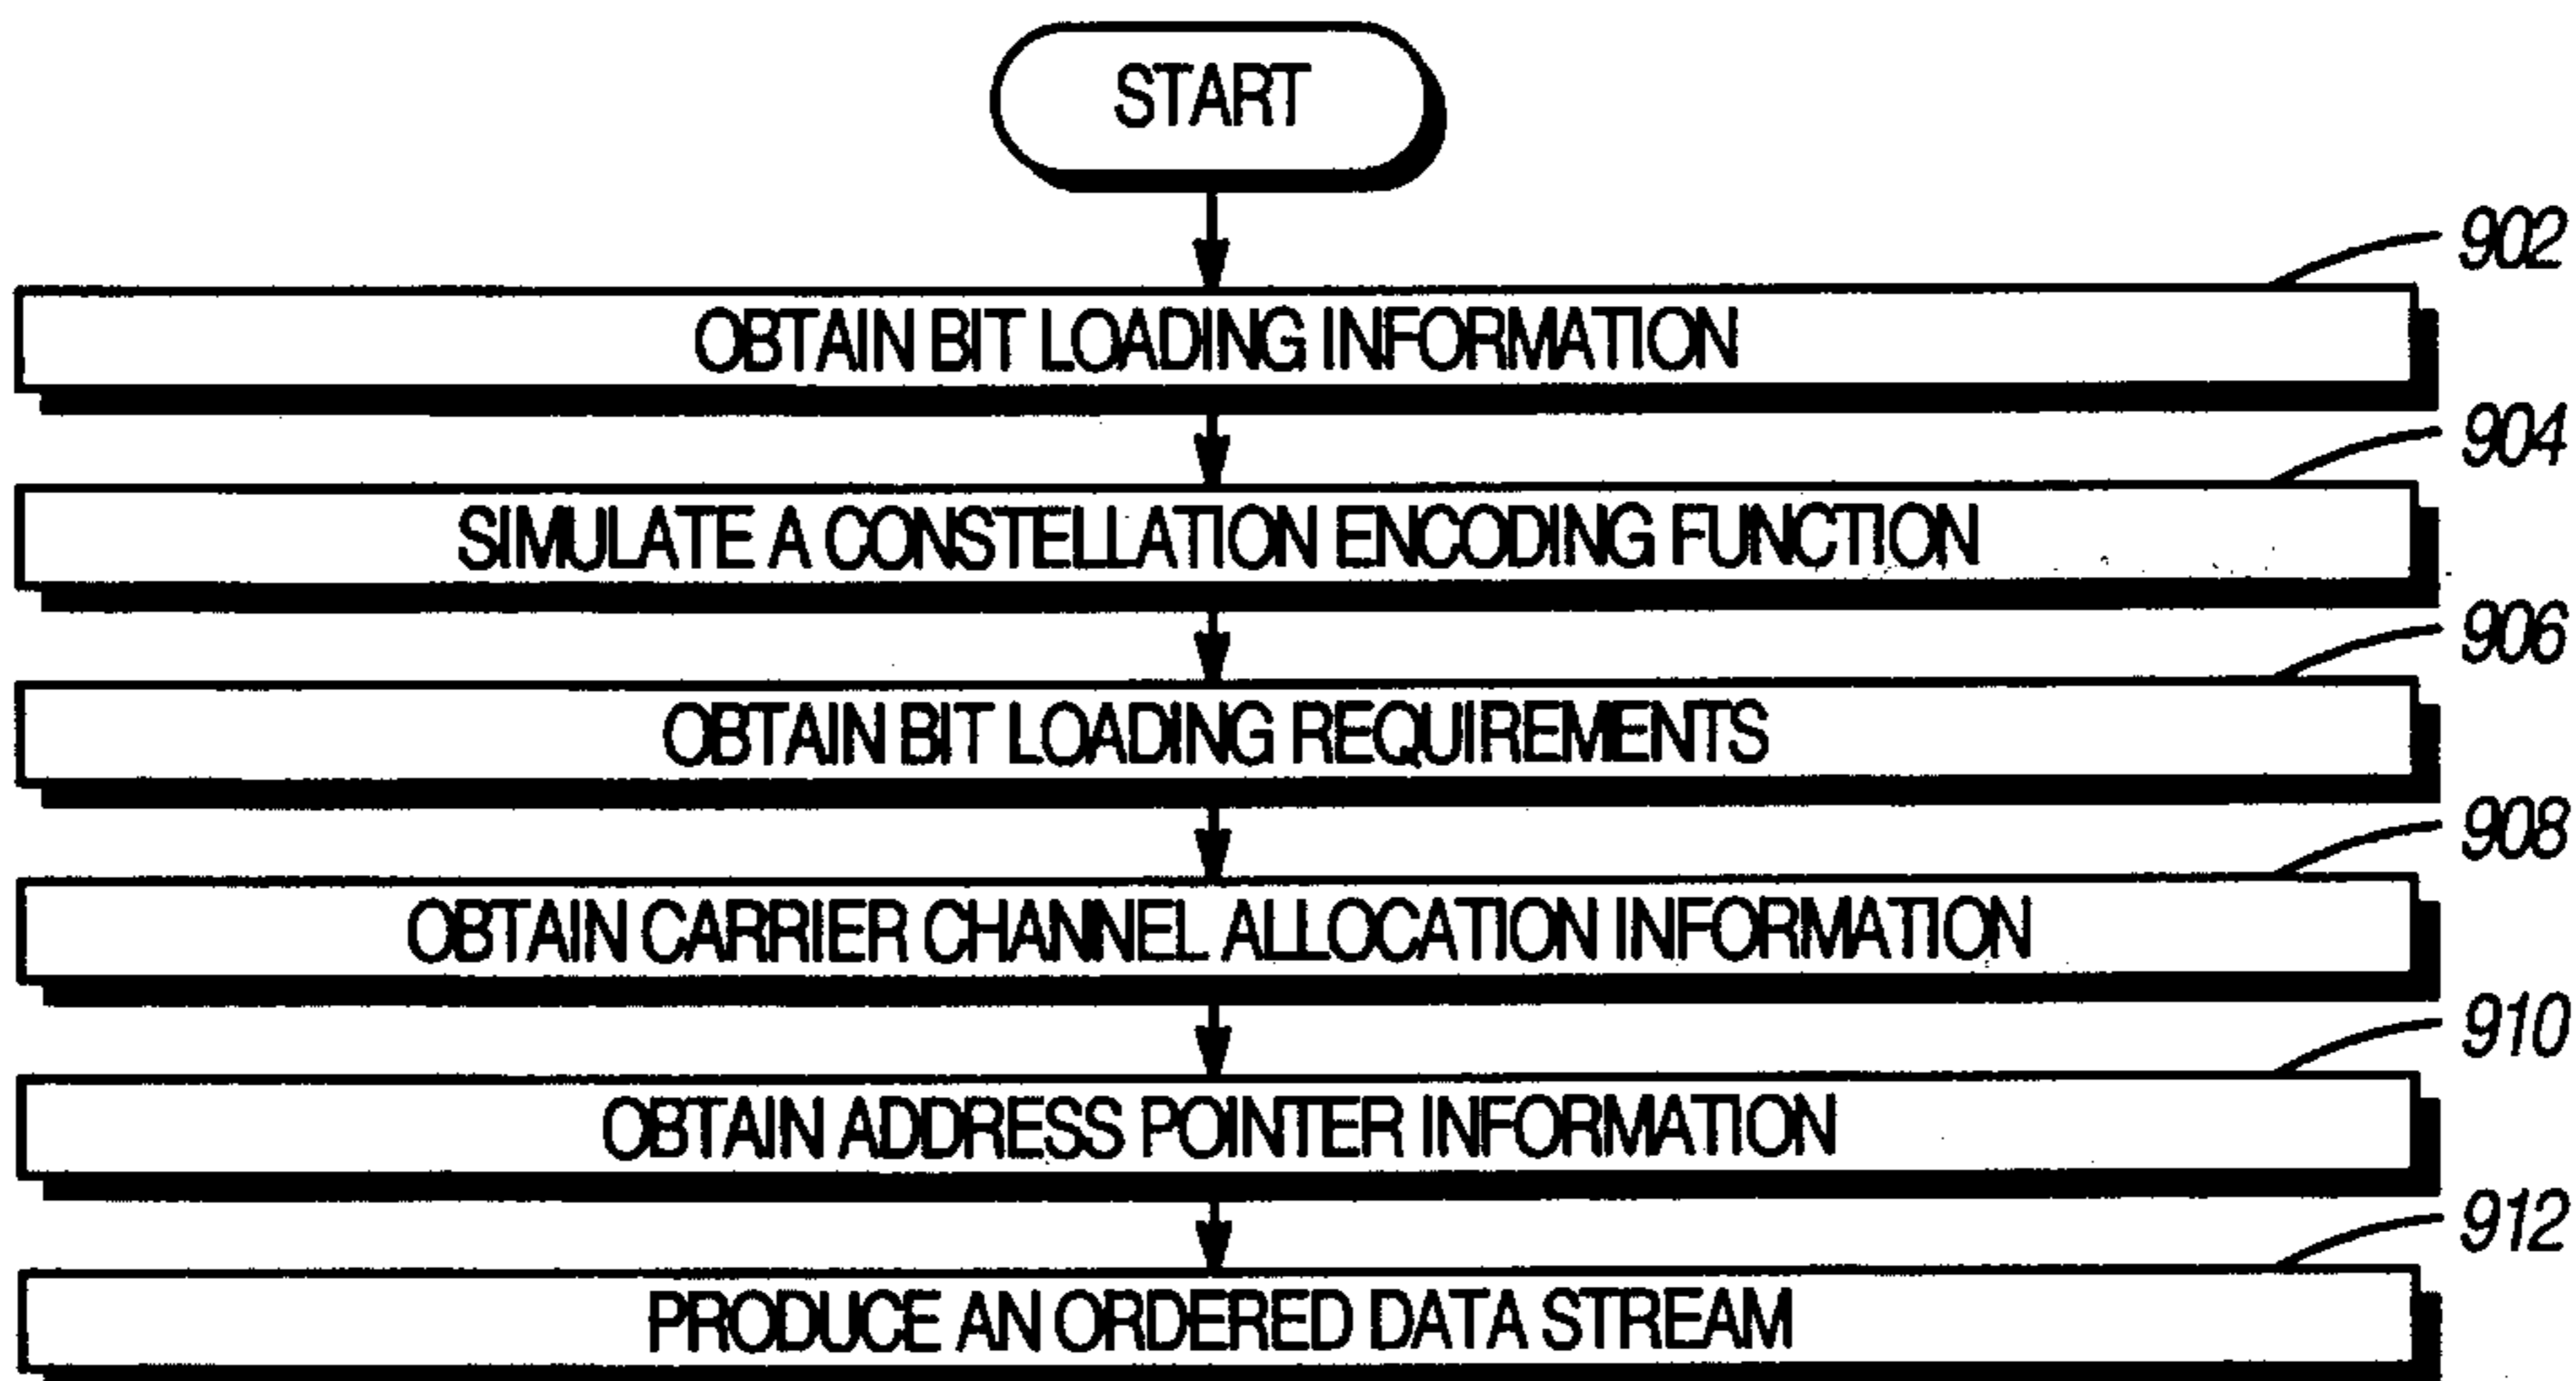 START
902
OBTAIN BIT LOADING INFORMATION
904
SIMULATE A CONSTELLATION ENCODING FUNCTION
906
OBTAIN BIT LOADING REQUIREMENTS
908
OBTAIN CARRIER CHANNEL ALLOCATION INFORMATION
910
OBTAIN ADDRESS POINTER INFORMATION
912
PRODUCE AN ORDERED DATA STREAM